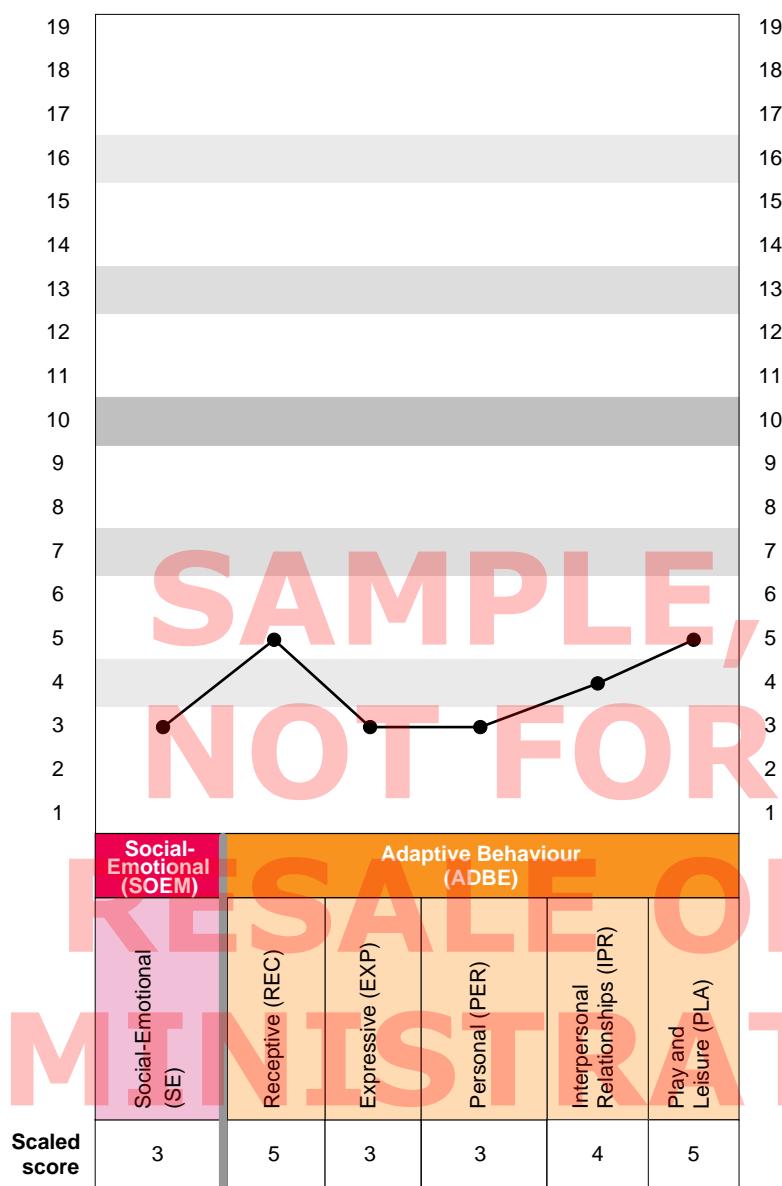 19 19
18 18
17 17
16 16
15 15
14 14
13 13
12 12
11 11
10 10
9 9
8 8
7 7
6 6
5 5
4 4
3 3
2 2
1 1
SAMPLE,
NOT FOR
RESALE O
MINISTRAT
Social-
Emotional
(SOEM)
Adaptive Behaviour
(ADBE)
Social-Emotional
(SE)
Receptive (REC)
Expressive (EXP)
Personal (PER)
Interpersonal
Relationships (IPR)
Play and
Leisure (PLA)
Scaled
score
3 5 3 3 4 5